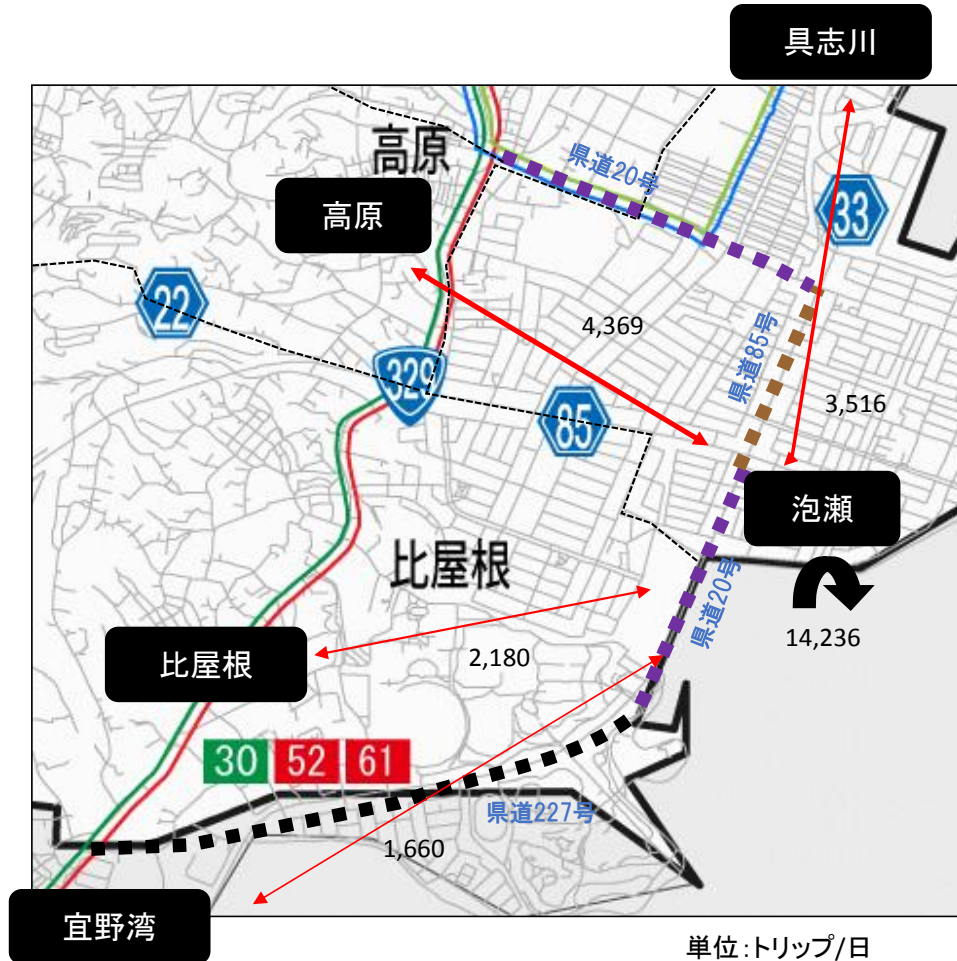 具志川
高原
県道20号
高原
33
22
4,369
県道85号
329
85
3,516
泡瀬
比屋根
県道20号
14,236
比屋根
2,180
30 52 61
県道227号
1,660
宜野湾
単位:トリップ/日